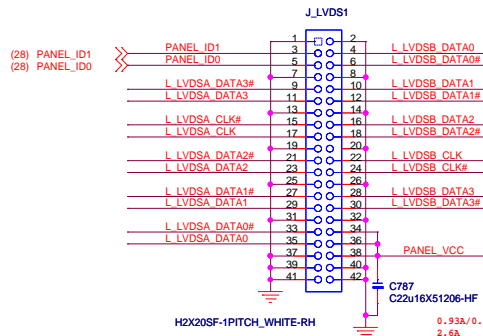 J_LVDS1
1 2
(28) PANEL_ID1 PANEL_ID1 3 4 L_LVDSB_DATA0
(28) PANEL_ID0 PANEL_ID0 5 6 L_LVDSB_DATA0#
7 8
L_LVDSA_DATA3# 9 10 L_LVDSB_DATA1
L_LVDSA_DATA3 11 12 L_LVDSB_DATA1#
13 14
L_LVDSA_CLK# 15 16 L_LVDSB_DATA2
L_LVDSA_CLK 17 18 L_LVDSB_DATA2#
19 20
L_LVDSA_DATA2# 21 22 L_LVDSB_CLK
L_LVDSA_DATA2 23 24 L_LVDSB_CLK#
25 26
L_LVDSA_DATA1# 27 28 L_LVDSB_DATA3
L_LVDSA_DATA1 29 30 L_LVDSB_DATA3#
31 32
L_LVDSA_DATA0# 33 34
L_LVDSA_DATA0 35 36
37 38 PANEL_VCC
39 40
41 42
C787
C22u16X51206-HF
H2X20SF-1PITCH_WHITE-RH
0.93A/0.
2.6A